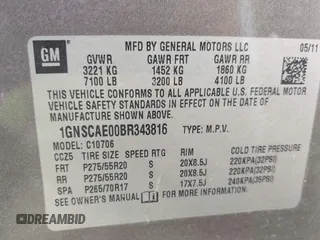 GM
MFD BY GENERAL MOTORS LLC
05/11
GVWR GAWR FRT GAWR RR
3221 KG 1452 KG 1860 KG
7100 LB 3200 LB 4100 LB
THIS VEHICLE CONFORMS TO ALL APPLICABLE U.S. FEDERAL
MOTOR VEHICLE SAFETY STANDARDS IN EFFECT ON THE DATE OF
MANUFACTURE SHOWN ABOVE.
1GNSCAE00BR343816 TYPE: M.P.V.
MODEL: C10706
CCZ5 TIRE SIZE SPEED RTG RIM COLD TIRE PRESSURE
FRT P275/55R20 S 20X8.5J 220KPA(32PSI)
RR P275/55R20 S 20X8.5J 220KPA(32PSI)
SPA P265/70R17 S 17X7.5J 240KPA(35PSI)
SEE OWNER'S MANUAL FOR ADDITIONAL INFORMATION.
DREAMBID